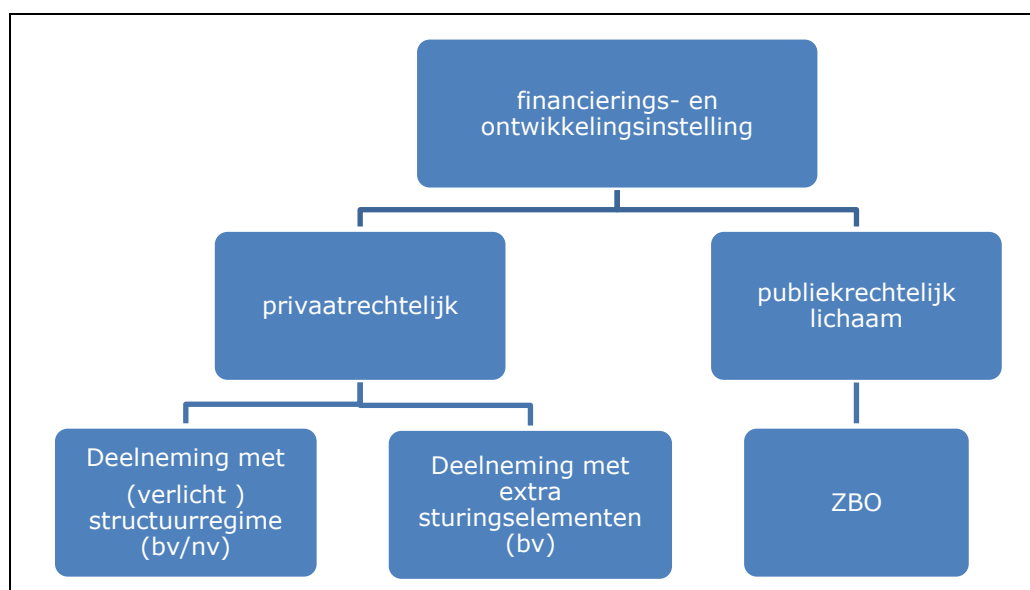 financierings- en
ontwikkelingsinstelling
privaatrechtelijk
publiekrechtelijk
lichaam
Deelneming met
(verlicht )
structuurregime
(bv/nv)
Deelneming met
extra
sturingselementen
(bv)
ZBO